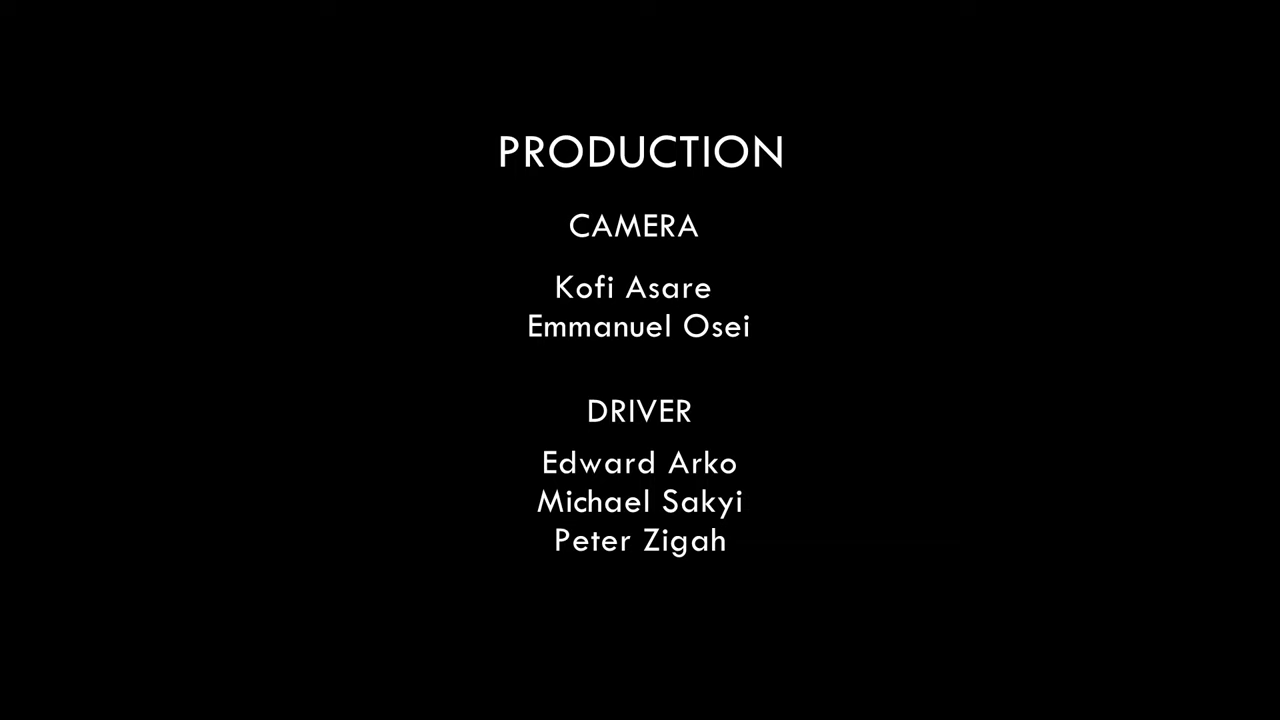 PRODUCTION
CAMERA
Kofi Asare
Emmanuel Osei
DRIVER
Edward Arko
Michael Sakyi
Peter Zigah